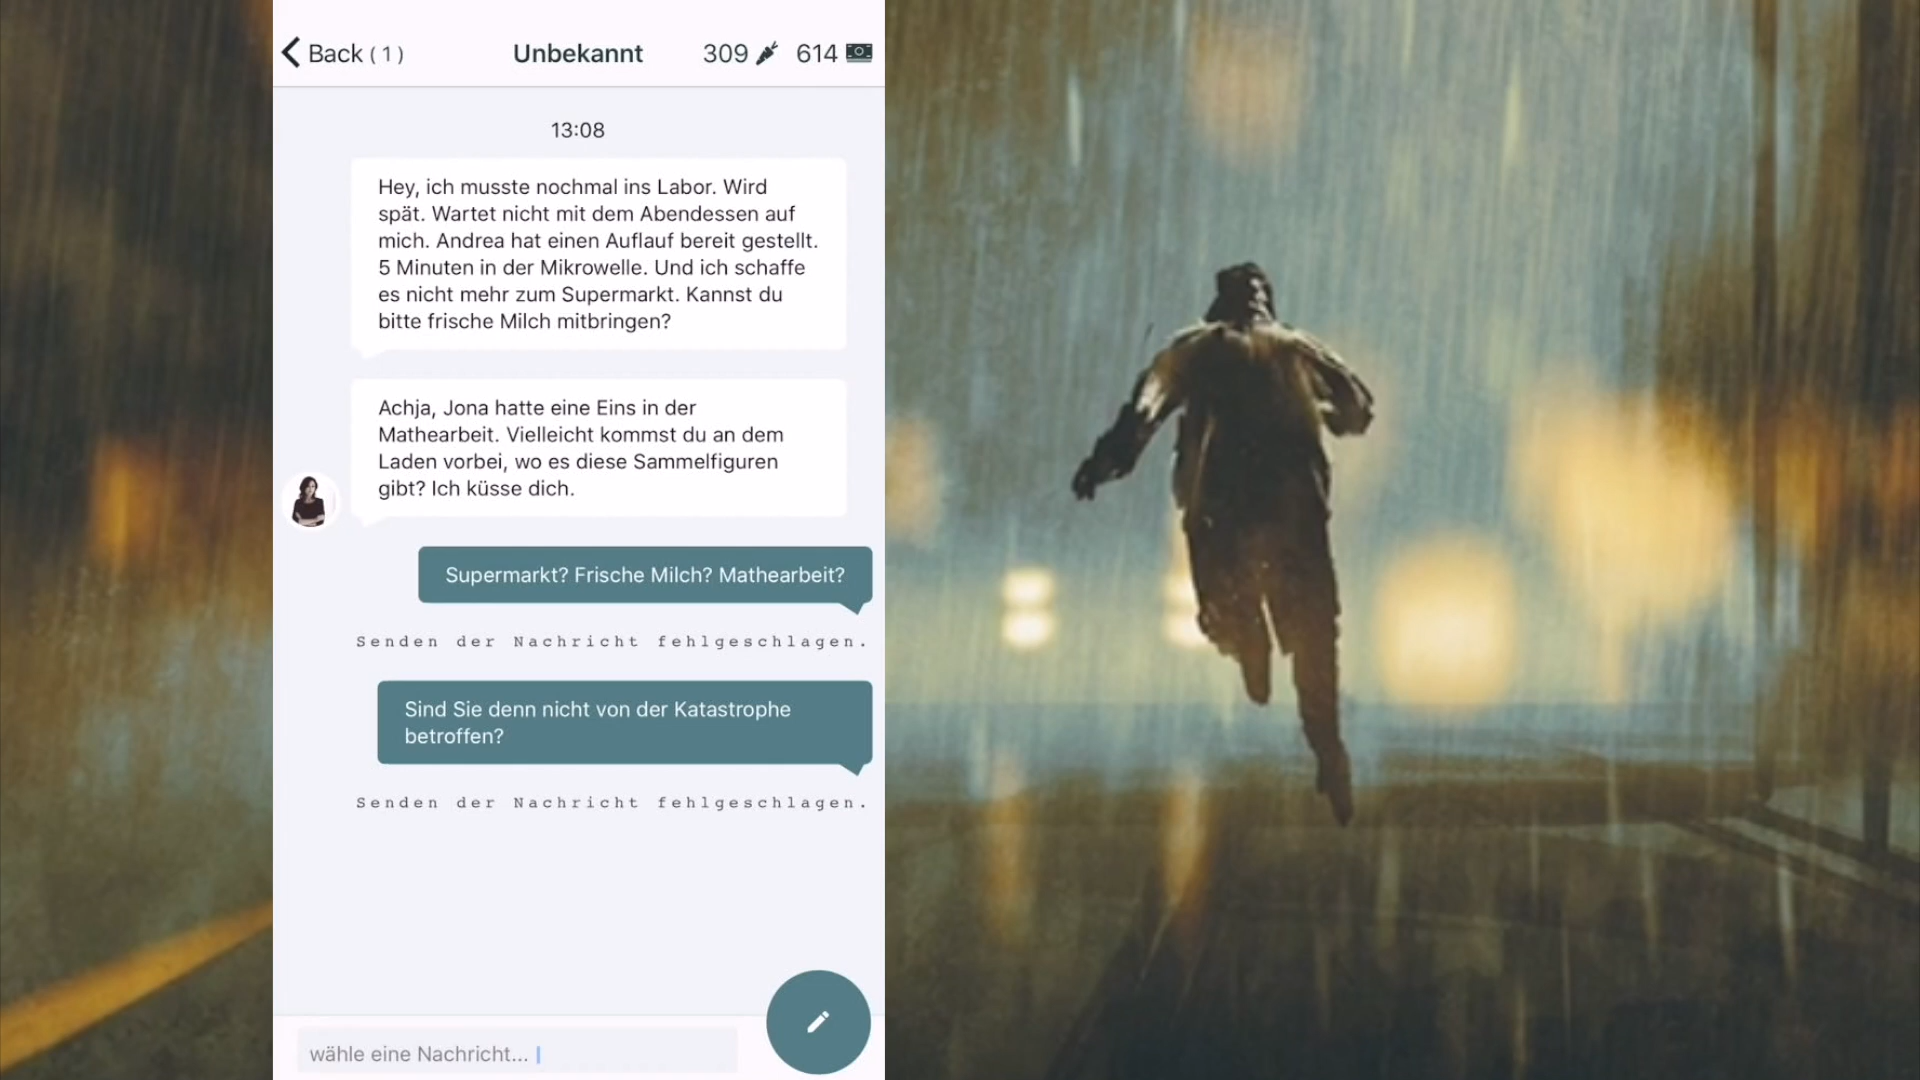 Back ( 1 )
Unbekannt
309
614
13:08
Hey, ich musste nochmal ins Labor. Wird
spät. Wartet nicht mit dem Abendessen auf
mich. Andrea hat einen Auflauf bereit gestellt.
5 Minuten in der Mikrowelle. Und ich schaffe
es nicht mehr zum Supermarkt. Kannst du
bitte frische Milch mitbringen?
Achja, Jona hatte eine Eins in der
Mathearbeit. Vielleicht kommst du an dem
Laden vorbei, wo es diese Sammelfiguren
gibt? Ich küsse dich.
Supermarkt? Frische Milch? Mathearbeit?
Senden der Nachricht fehlgeschlagen.
Sind Sie denn nicht von der Katastrophe
betroffen?
Senden der Nachricht fehlgeschlagen.
wähle eine Nachricht...